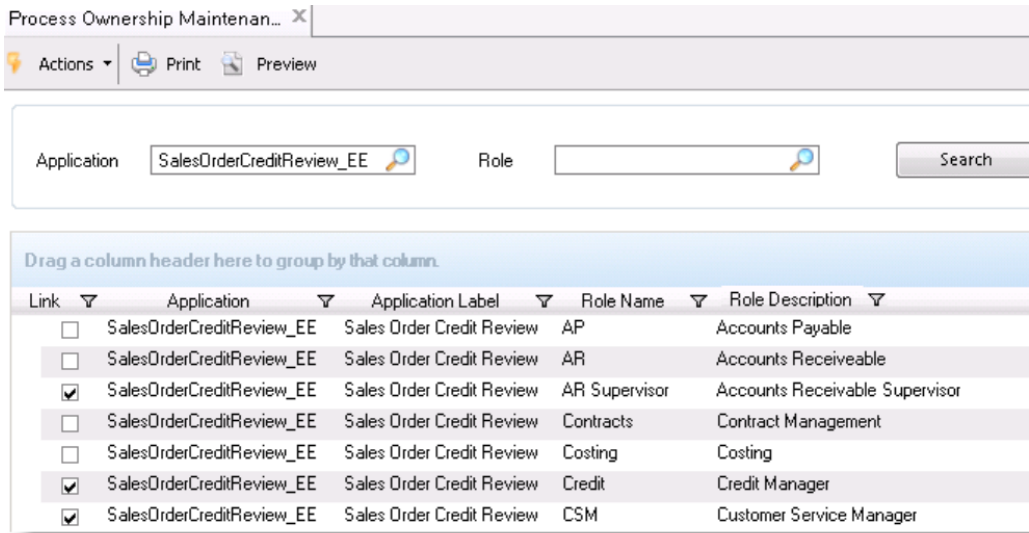 Process Ownership Maintenan...
Actions Print Preview
Application SalesOrderCreditReview_EE Role Search
Drag a column header here to group by that column.
Link Application Application Label Role Name Role Description
SalesOrderCreditReview_EE Sales Order Credit Review AP Accounts Payable
SalesOrderCreditReview_EE Sales Order Credit Review AR Accounts Receiveable
SalesOrderCreditReview_EE Sales Order Credit Review AR Supervisor Accounts Receivable Supervisor
SalesOrderCreditReview_EE Sales Order Credit Review Contracts Contract Management
SalesOrderCreditReview_EE Sales Order Credit Review Costing Costing
SalesOrderCreditReview_EE Sales Order Credit Review Credit Credit Manager
SalesOrderCreditReview_EE Sales Order Credit Review CSM Customer Service Manager